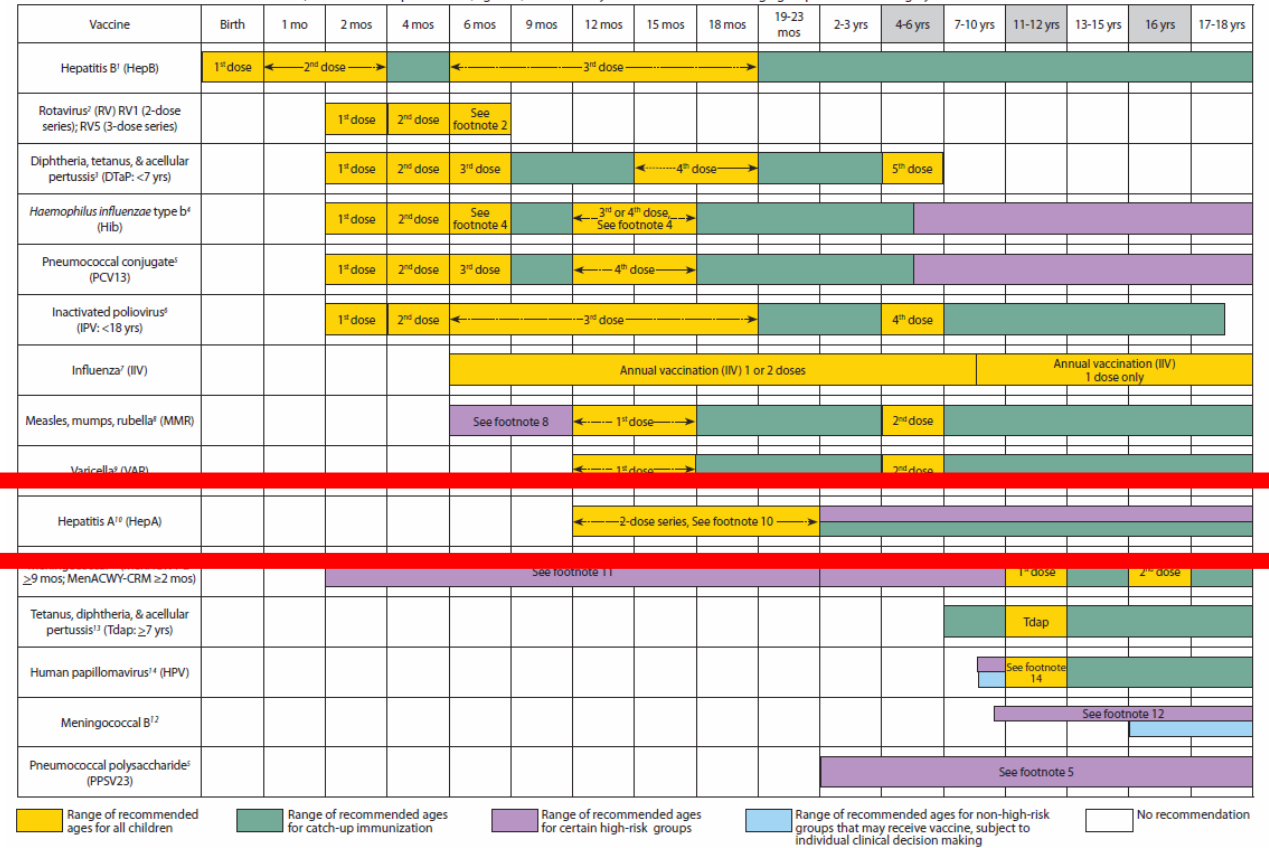 Vaccine Birth 1 mo 2 mos 4 mos 6 mos 9 mos 12 mos 15 mos 18 mos 19-23 mos 2-3 yrs 4-6 yrs 7-10 yrs 11-12 yrs 13-15 yrs 16 yrs 17-18 yrs
Hepatitis B¹ (HepB) 1st dose 2nd dose 3rd dose
Rotavirus² (RV) RV1 (2-dose
series); RV5 (3-dose series)
1st dose 2nd dose See
footnote 2
Diphtheria, tetanus, & acellular
pertussis³ (DTaP: <7 yrs)
1st dose 2nd dose 3rd dose 4th dose 5th dose
Haemophilus influenzae type b⁴
(Hib)
1st dose 2nd dose See
footnote 4
3rd or 4th dose,
See footnote 4
Pneumococcal conjugate⁵
(PCV13)
1st dose 2nd dose 3rd dose 4th dose
Inactivated poliovirus⁶
(IPV: <18 yrs)
1st dose 2nd dose 3rd dose 4th dose
Influenza⁷ (IIV) Annual vaccination (IIV) 1 or 2 doses Annual vaccination (IIV)
1 dose only
Measles, mumps, rubella⁸ (MMR) See footnote 8 1st dose 2nd dose
Varicella⁹ (VAR) 1st dose 2nd dose
Hepatitis A¹⁰ (HepA) 2-dose series, See footnote 10
≥9 mos; MenACWY-CRM ≥2 mos) See footnote 11 1st dose 2nd dose
Tetanus, diphtheria, & acellular
pertussis¹³ (Tdap: ≥7 yrs)
Tdap
Human papillomavirus¹⁴ (HPV) See footnote
14
Meningococcal B¹² See footnote 12
Pneumococcal polysaccharide⁵
(PPSV23)
See footnote 5
Range of recommended
ages for all children
Range of recommended ages
for catch-up immunization
Range of recommended ages
for certain high-risk groups
Range of recommended ages for non-high-risk
groups that may receive vaccine, subject to
individual clinical decision making
No recommendation